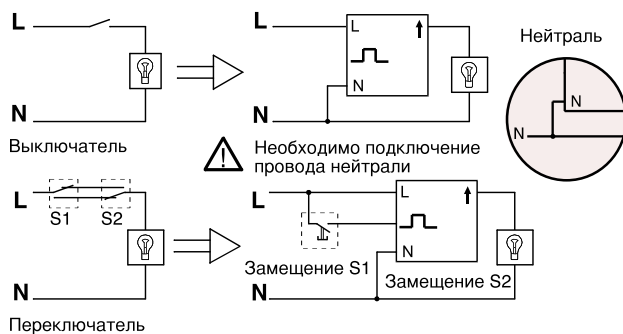 L
N
Выключатель
L
N
L
N
Нейтраль
N
N
Необходимо подключение
провода нейтрали
L
S1 S2
N
Переключатель
L
L
N
Замещение S1
Замещение S2
N